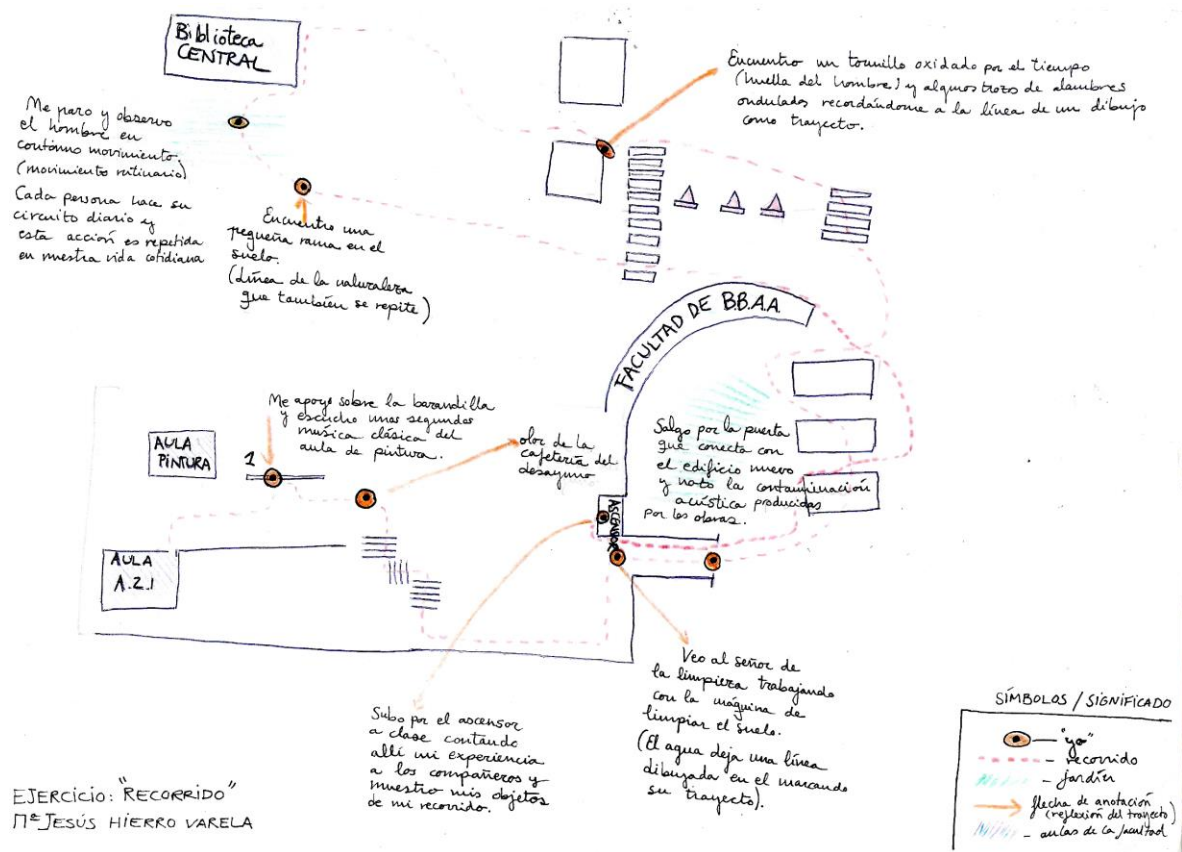 Biblioteca
CENTRAL
Encuentro un tornillo oxidado por el tiempo
(huella del hombre) y algunos trozos de alambres
ondulados recordándome a la línea de un dibujo
como trayecto.
Me paro y observo
el hombre en
continuo movimiento.
(movimiento rutinario)
Cada persona hace su
circuito diario y
esta acción es repetida
en nuestra vida cotidiana
Encuentro una
pequeña rama en el
suelo.
(Línea de la naturaleza
que también se repite)
FACULTAD DE BB.AA.
Me apoyo sobre la barandilla
y escucho unos segundos
musica clásica del
aula de pintura.
olor de la
cafetería del
desayuno
Salgo por la puerta
que conecta con
el edificio nuevo
y noto la contaminación
acústica producidas
por las obras.
AULA
PINTURA
1
ASCENSOR
AULA
A.2.1
Veo al señor de
la limpieza trabajando
con la máquina de
limpiar el suelo.
(El agua deja una línea
dibujada en el marcando
su trayecto).
Subo por el ascensor
a clase contando
allí mi experiencia
a los compañeros y
muestro mis objetos
de mi recorrido.
SÍMBOLOS / SIGNIFICADO
"yo"
recorrido
jardín
flecha de anotación
(reflexión del trayecto)
aulas de la facultad
EJERCICIO: "RECORRIDO"
Mª JESÚS HIERRO VARELA